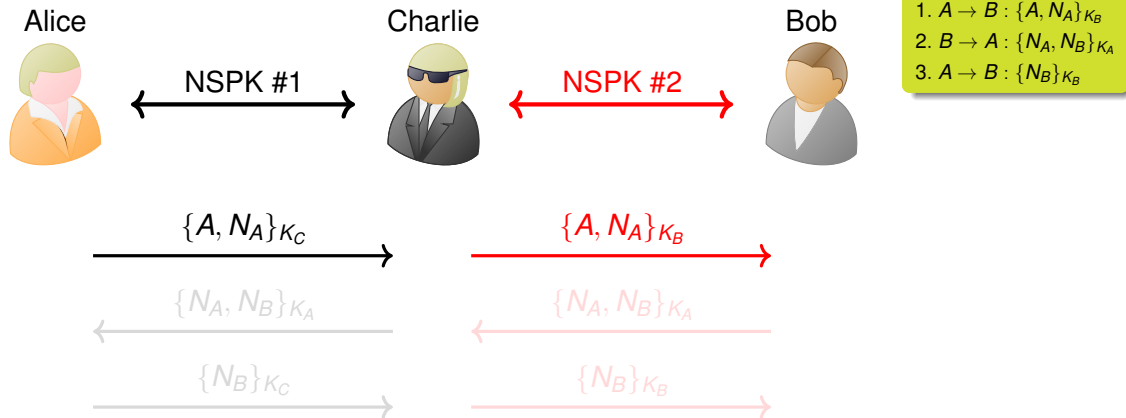 Alice
Charlie
Bob
1. A → B : {A, N_A}_{K_B}
2. B → A : {N_A, N_B}_{K_A}
3. A → B : {N_B}_{K_B}
NSPK #1
NSPK #2
{A, N_A}_{K_C}
{A, N_A}_{K_B}
{N_A, N_B}_{K_A}
{N_A, N_B}_{K_A}
{N_B}_{K_C}
{N_B}_{K_B}